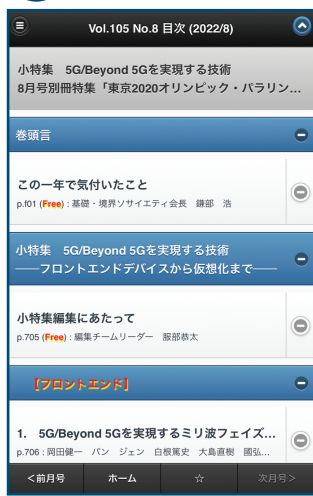 Vol.105 No.8 目次 (2022/8)
小特集 5G/Beyond 5Gを実現する技術
8月号別冊特集「東京2020オリンピック・パラリン...
巻頭言
この一年で気付いたこと
p.f01 (Free) : 基礎・境界ソサイエティ会長 鎌部 浩
小特集 5G/Beyond 5Gを実現する技術
――フロントエンドデバイスから仮想化まで――
小特集編集にあたって
p.705 (Free) : 編集チームリーダー 服部恭太
【フロントエンド】
1. 5G/Beyond 5Gを実現するミリ波フェイズ...
p.706 : 岡田健一 パン ジェン 白根篤史 大島直樹 國弘...
<前月号 ホーム ☆ 次月号>